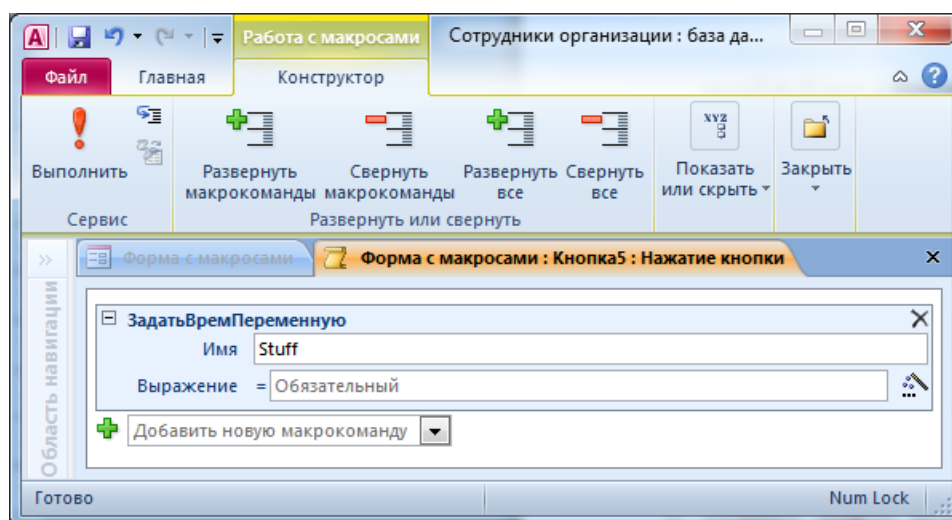 Работа с макросами Сотрудники организации : база да...
Файл Главная Конструктор
Выполнить
Развернуть макрокоманды
Свернуть макрокоманды
Развернуть все
Свернуть все
XYZ
Показать или скрыть
Закрыть
Сервис Развернуть или свернуть
Форма с макросами Форма с макросами : Кнопка5 : Нажатие кнопки
Область навигации
ЗадатьВремПеременную
Имя Stuff
Выражение = Обязательный
Добавить новую макрокоманду
Готово Num Lock